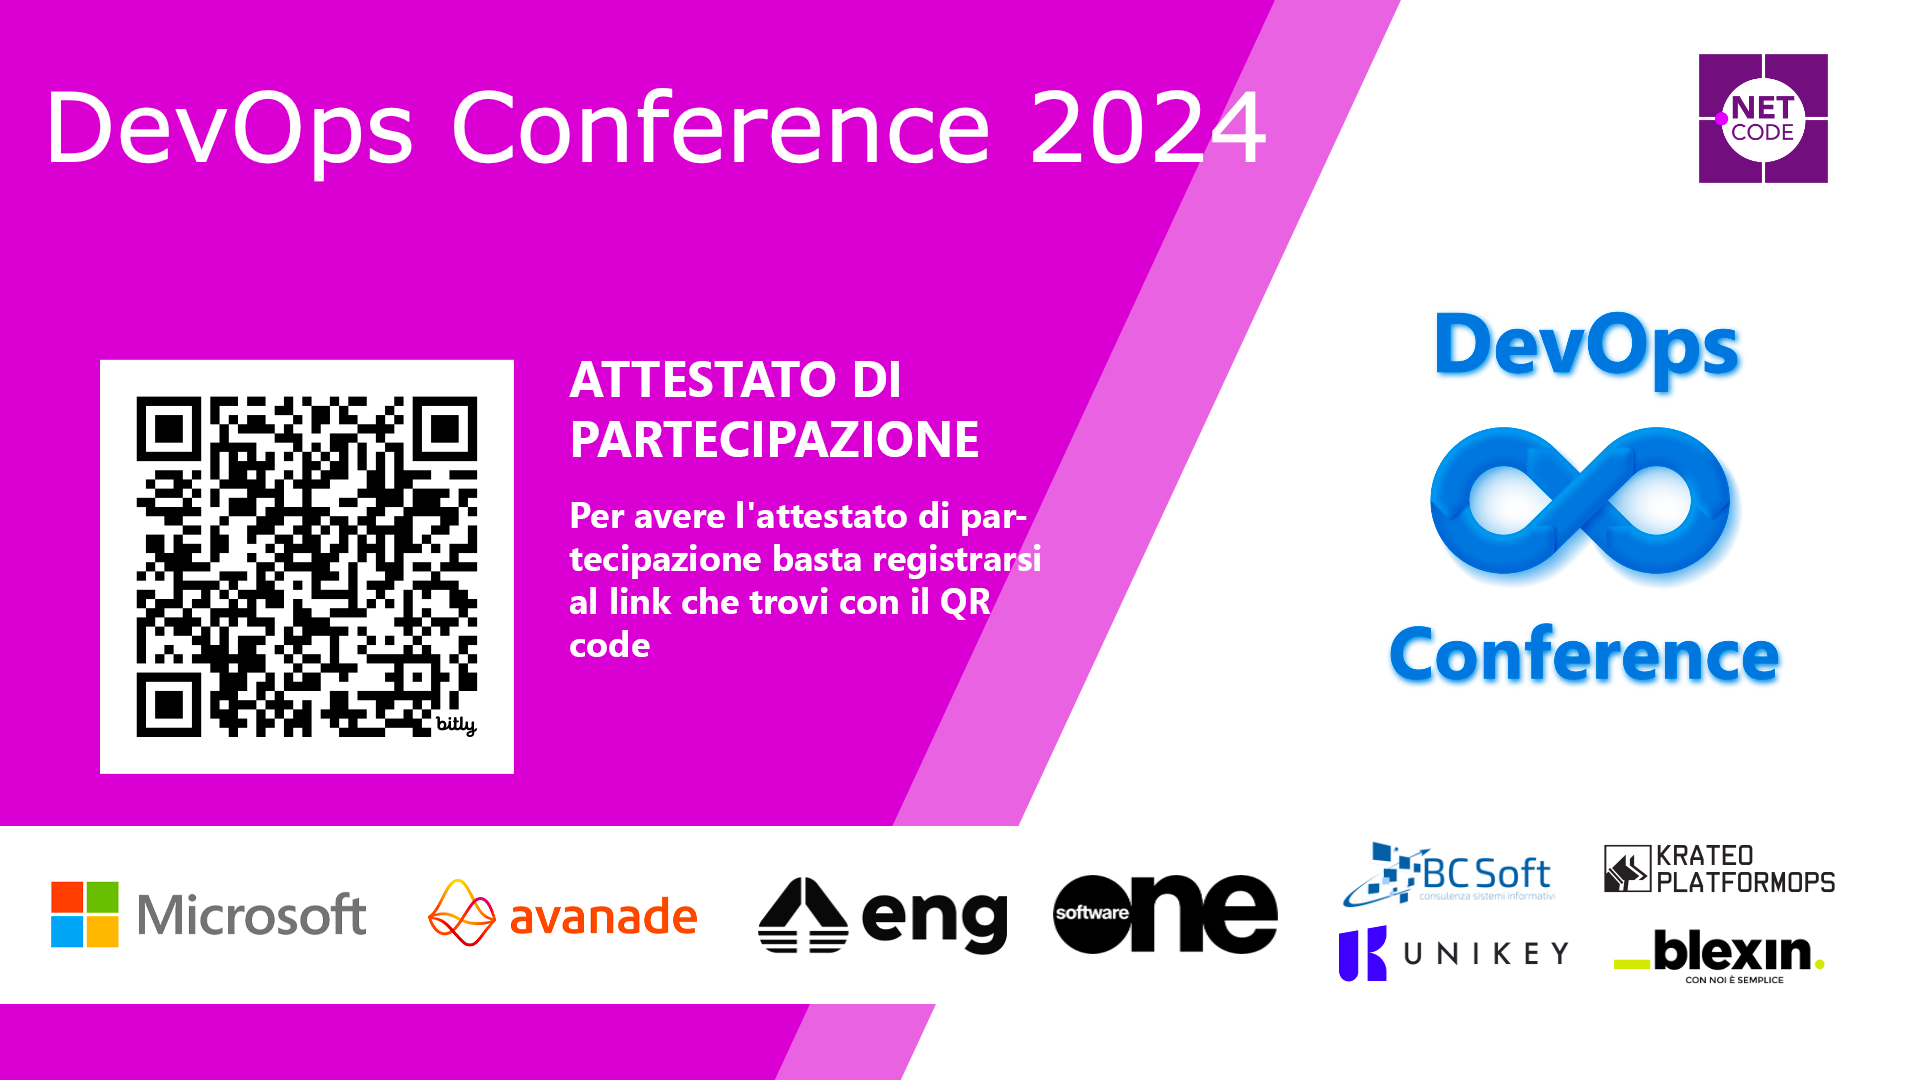 DevOps Conference 2024
.NET
CODE
ATTESTATO DI
PARTECIPAZIONE
Per avere l'attestato di par-
tecipazione basta registrarsi
al link che trovi con il QR
code
bitly
DevOps
Conference
Microsoft
avanade
eng
software one
BC Soft
consulenza sistemi informativi
KRATEO
PLATFORMOPS
UNIKEY
blexin.
CON NOI È SEMPLICE